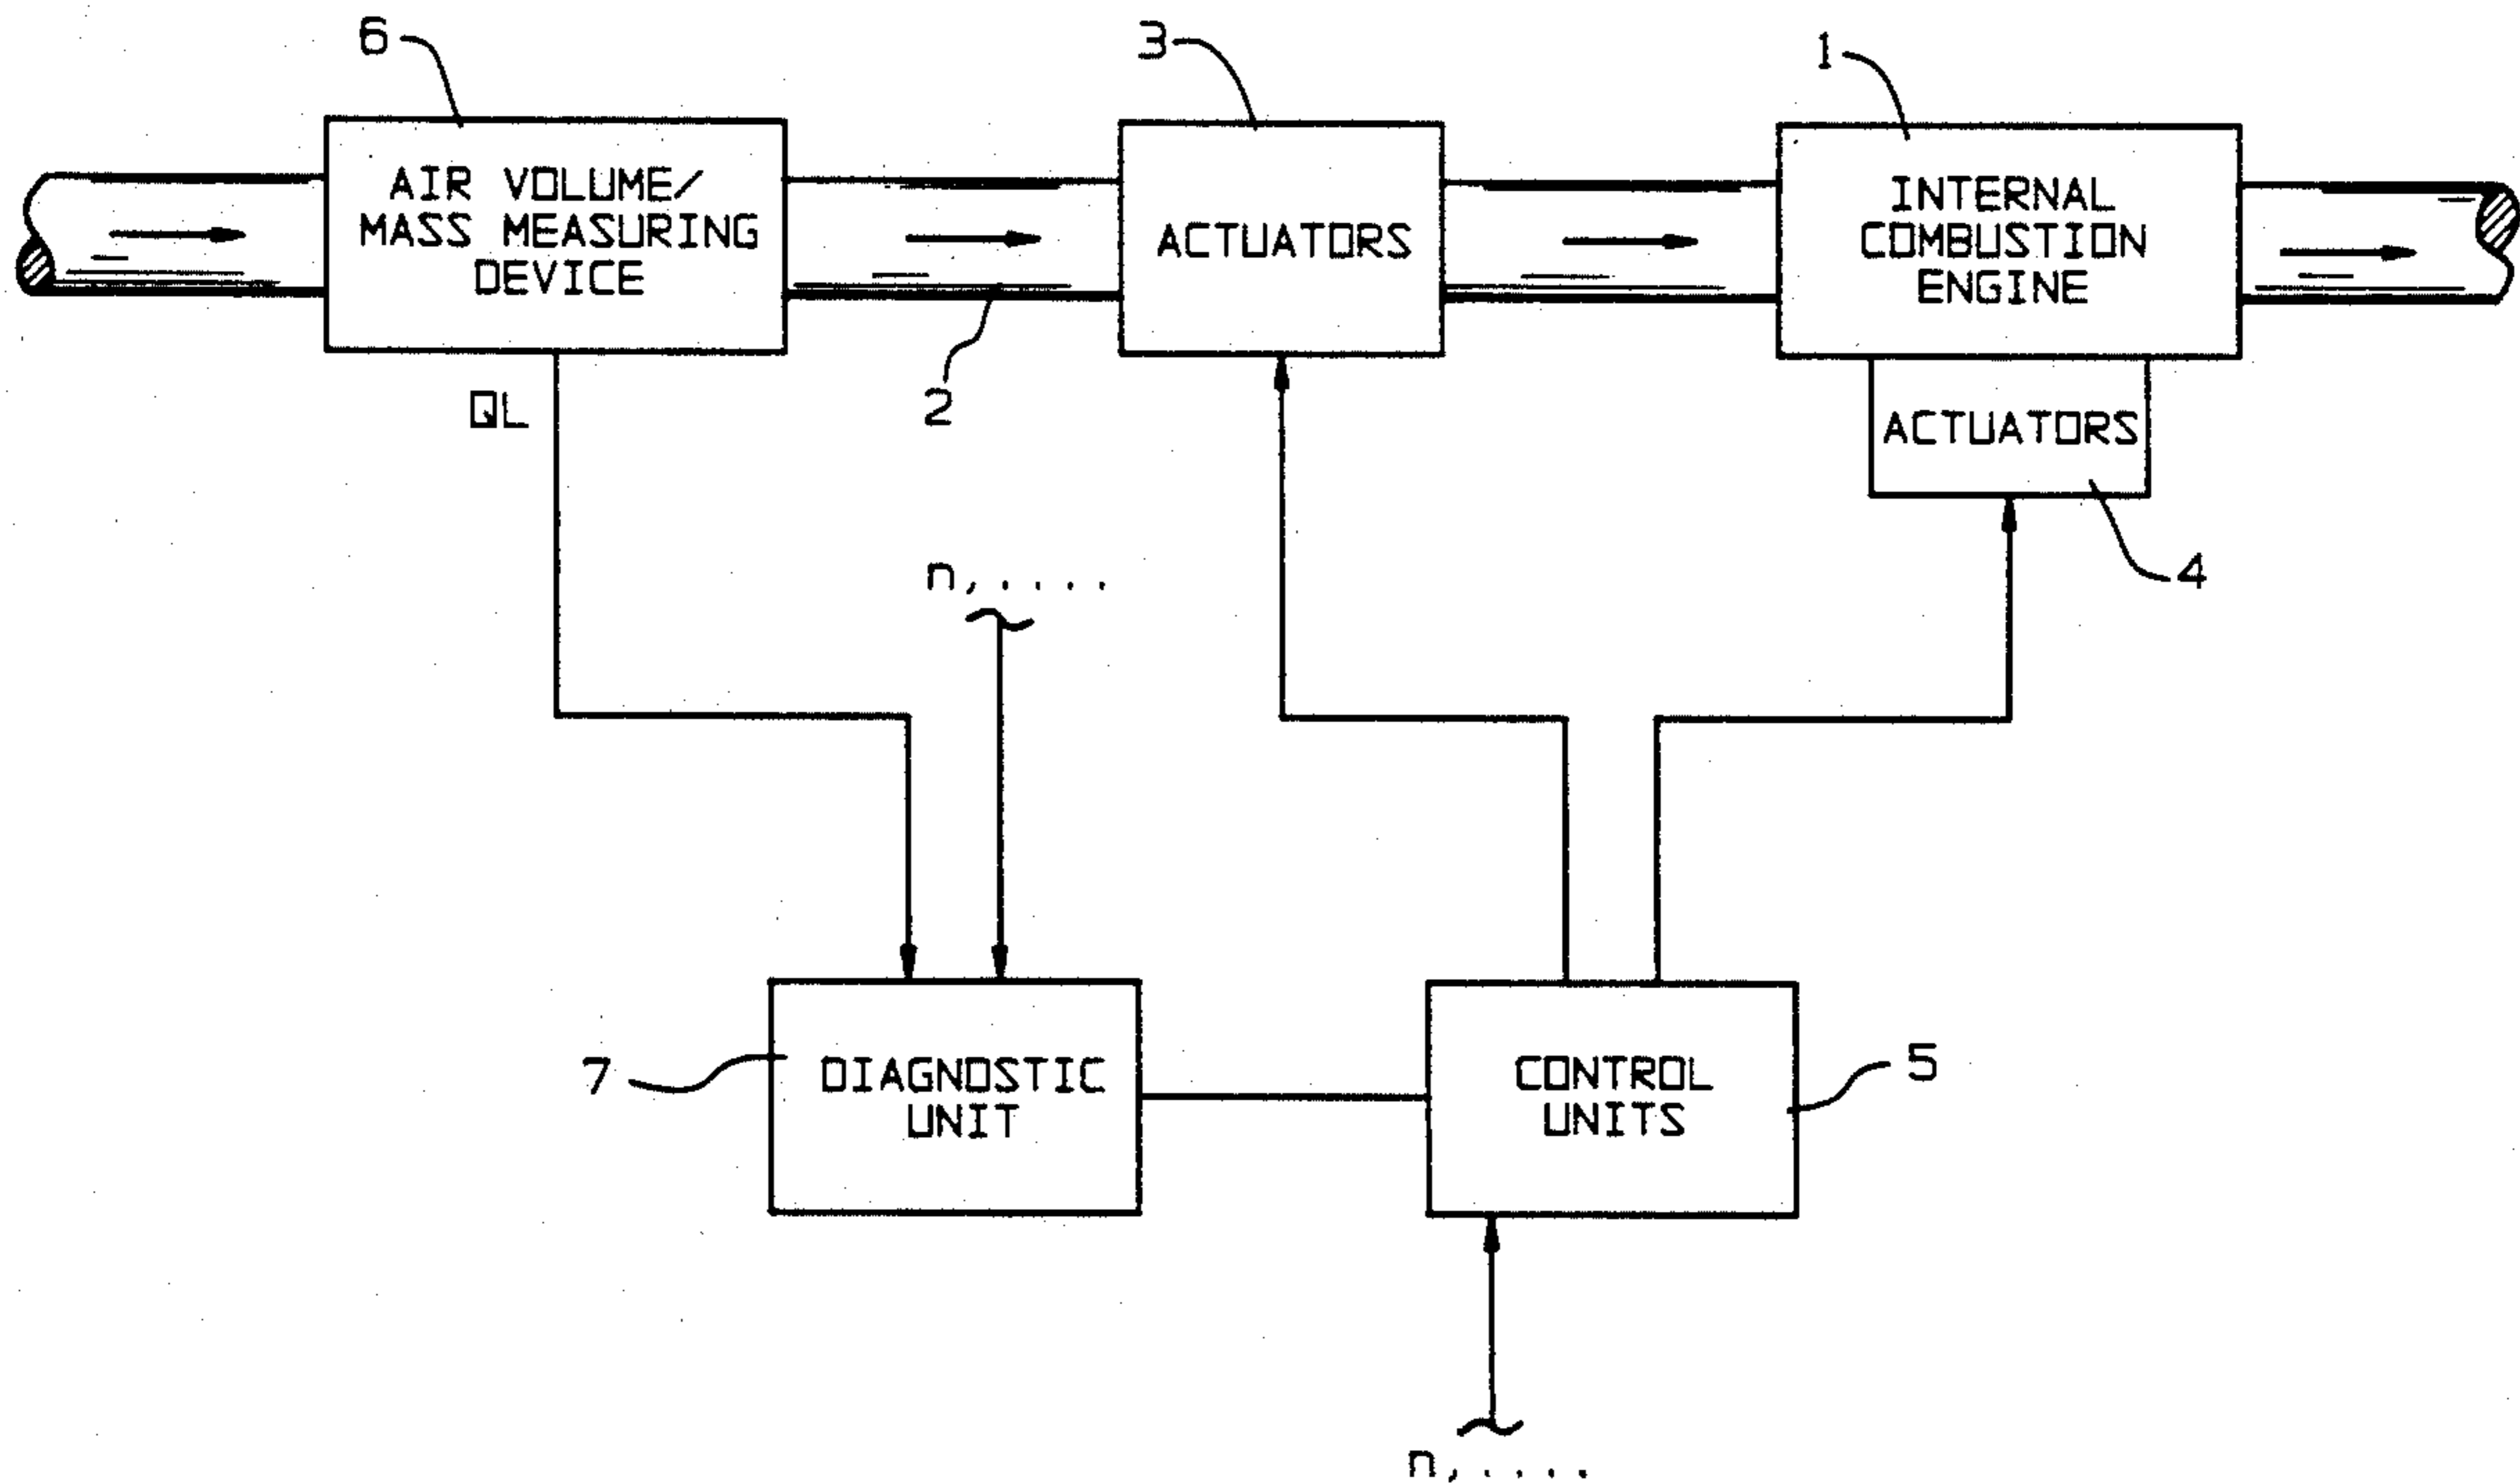 6
3
1
AIR VOLUME/
MASS MEASURING
DEVICE
ACTUATORS
INTERNAL
COMBUSTION
ENGINE
QL
2
ACTUATORS
4
n, . . . .
7
DIAGNOSTIC
UNIT
CONTROL
UNITS
5
n, . . . .